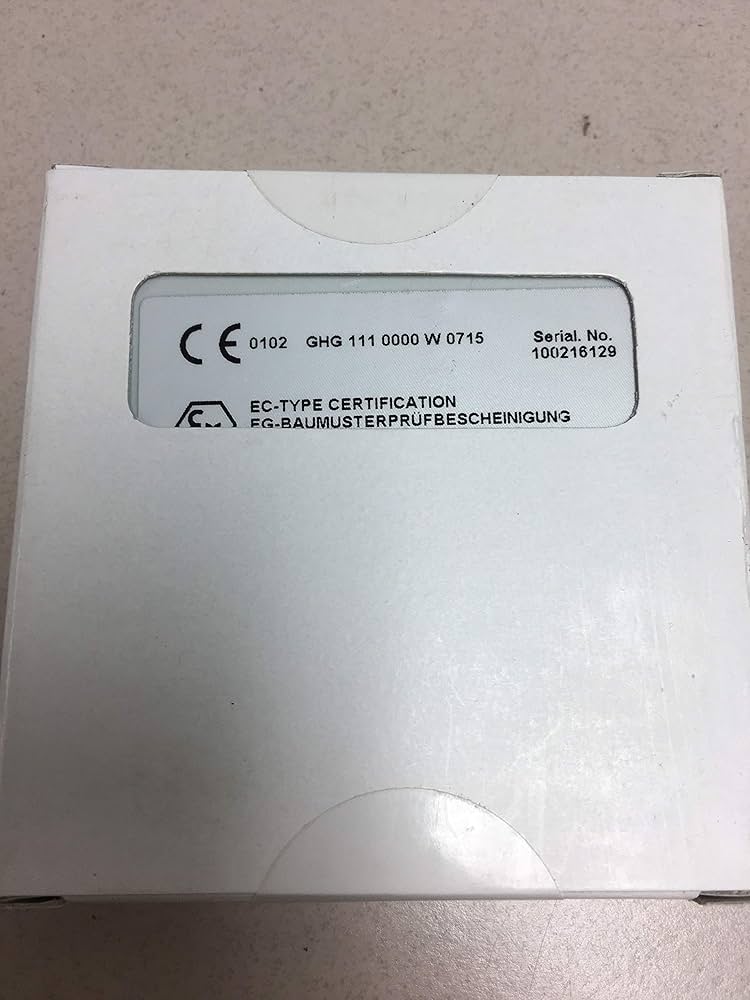 CE 0102 GHG 111 0000 W 0715 Serial. No.
100216129
EC-TYPE CERTIFICATION
EG-BAUMUSTERPRÜFBESCHEINIGUNG